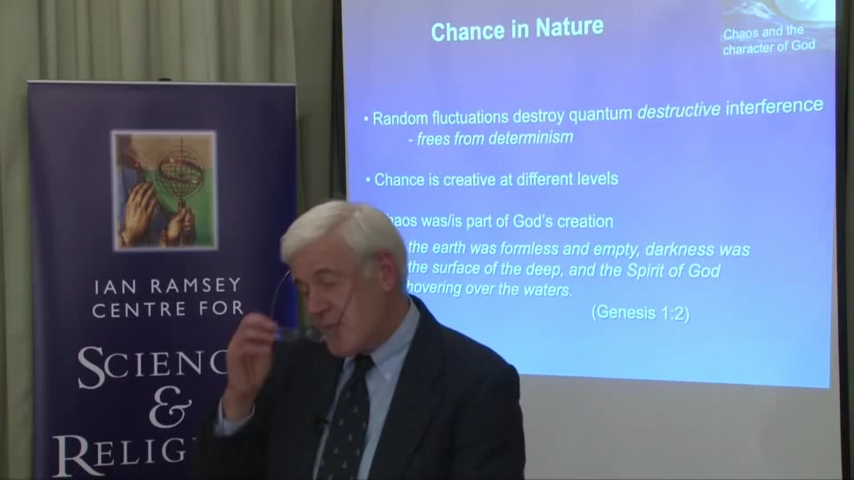 Chance in Nature
Chaos and the
character of God
• Random fluctuations destroy quantum destructive interference
- frees from determinism
• Chance is creative at different levels
haos was/is part of God's creation
the earth was formless and empty, darkness was
the surface of the deep, and the Spirit of God
hovering over the waters.
(Genesis 1:2)
IAN RAMSEY
CENTRE FOR
SCIENC
&
RELIGI